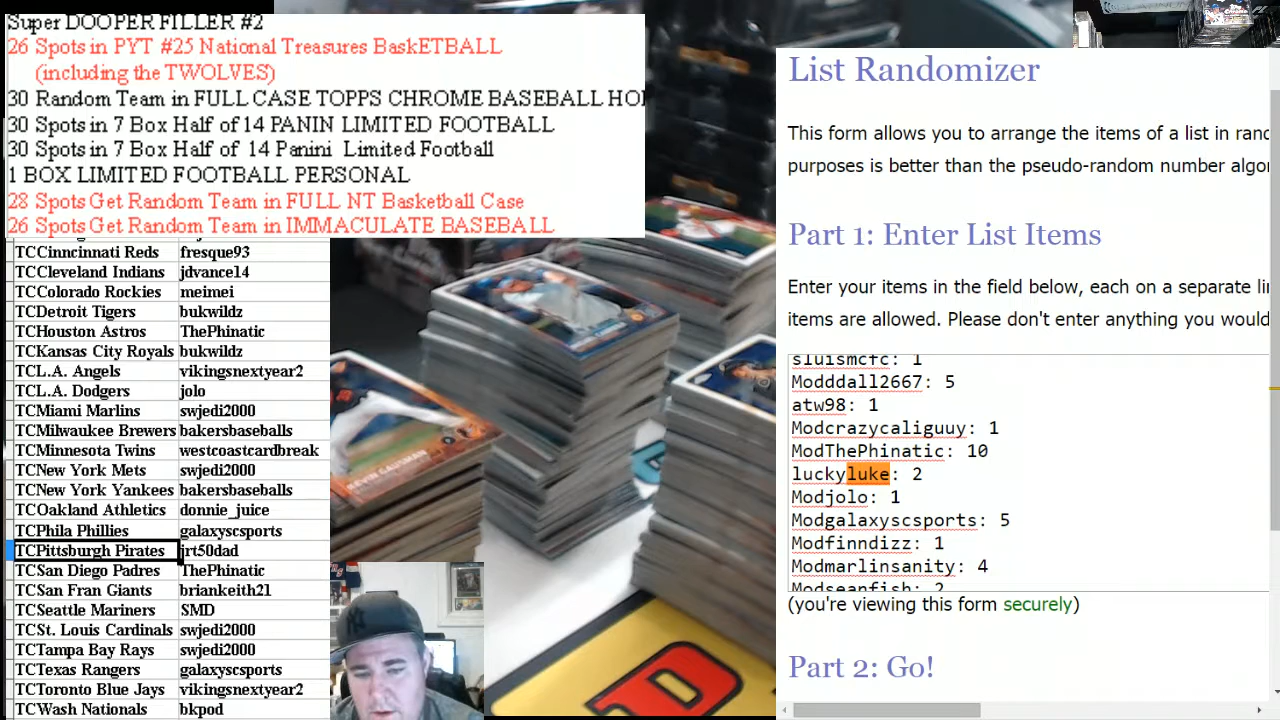 Super DOOPER FILLER #2
26 Spots in PYT #25 National Treasures BaskETBALL
(including the TWOLVES)
30 Random Team in FULL CASE TOPPS CHROME BASEBALL HO
30 Spots in 7 Box Half of 14 PANIN LIMITED FOOTBALL
30 Spots in 7 Box Half of 14 Panini Limited Football
1 BOX LIMITED FOOTBALL PERSONAL
28 Spots Get Random Team in FULL NT Basketball Case
26 Spots Get Random Team in IMMACULATE BASEBALL
TCCinncinnati Reds fresque93
TCCleveland Indians jdvance14
TCColorado Rockies meimei
TCDetroit Tigers bukwildz
TCHouston Astros ThePhinatic
TCKansas City Royals bukwildz
TCL.A. Angels vikingsnextyear2
TCL.A. Dodgers jolo
TCMiami Marlins swjedi2000
TCMilwaukee Brewers bakersbaseballs
TCMinnesota Twins westcoastcardbreak
TCNew York Mets swjedi2000
TCNew York Yankees bakersbaseballs
TCOakland Athletics donnie_juice
TCPhila Phillies galaxyscsports
TCPittsburgh Pirates jrt50dad
TCSan Diego Padres ThePhinatic
TCSan Fran Giants briankeith21
TCSeattle Mariners SMD
TCSt. Louis Cardinals swjedi2000
TCTampa Bay Rays swjedi2000
TCTexas Rangers galaxyscsports
TCToronto Blue Jays vikingsnextyear2
TCWash Nationals bkpod
List Randomizer
This form allows you to arrange the items of a list in ran
purposes is better than the pseudo-random number algo
Part 1: Enter List Items
Enter your items in the field below, each on a separate li
items are allowed. Please don't enter anything you would
sluismcfc: 1
Modddall2667: 5
atw98: 1
Modcrazycaliguuy: 1
ModThePhinatic: 10
luckyluke: 2
Modjolo: 1
Modgalaxyscsports: 5
Modfinndizz: 1
Modmarlinsanity: 4
Modseanfish: 2
(you're viewing this form securely)
Part 2: Go!